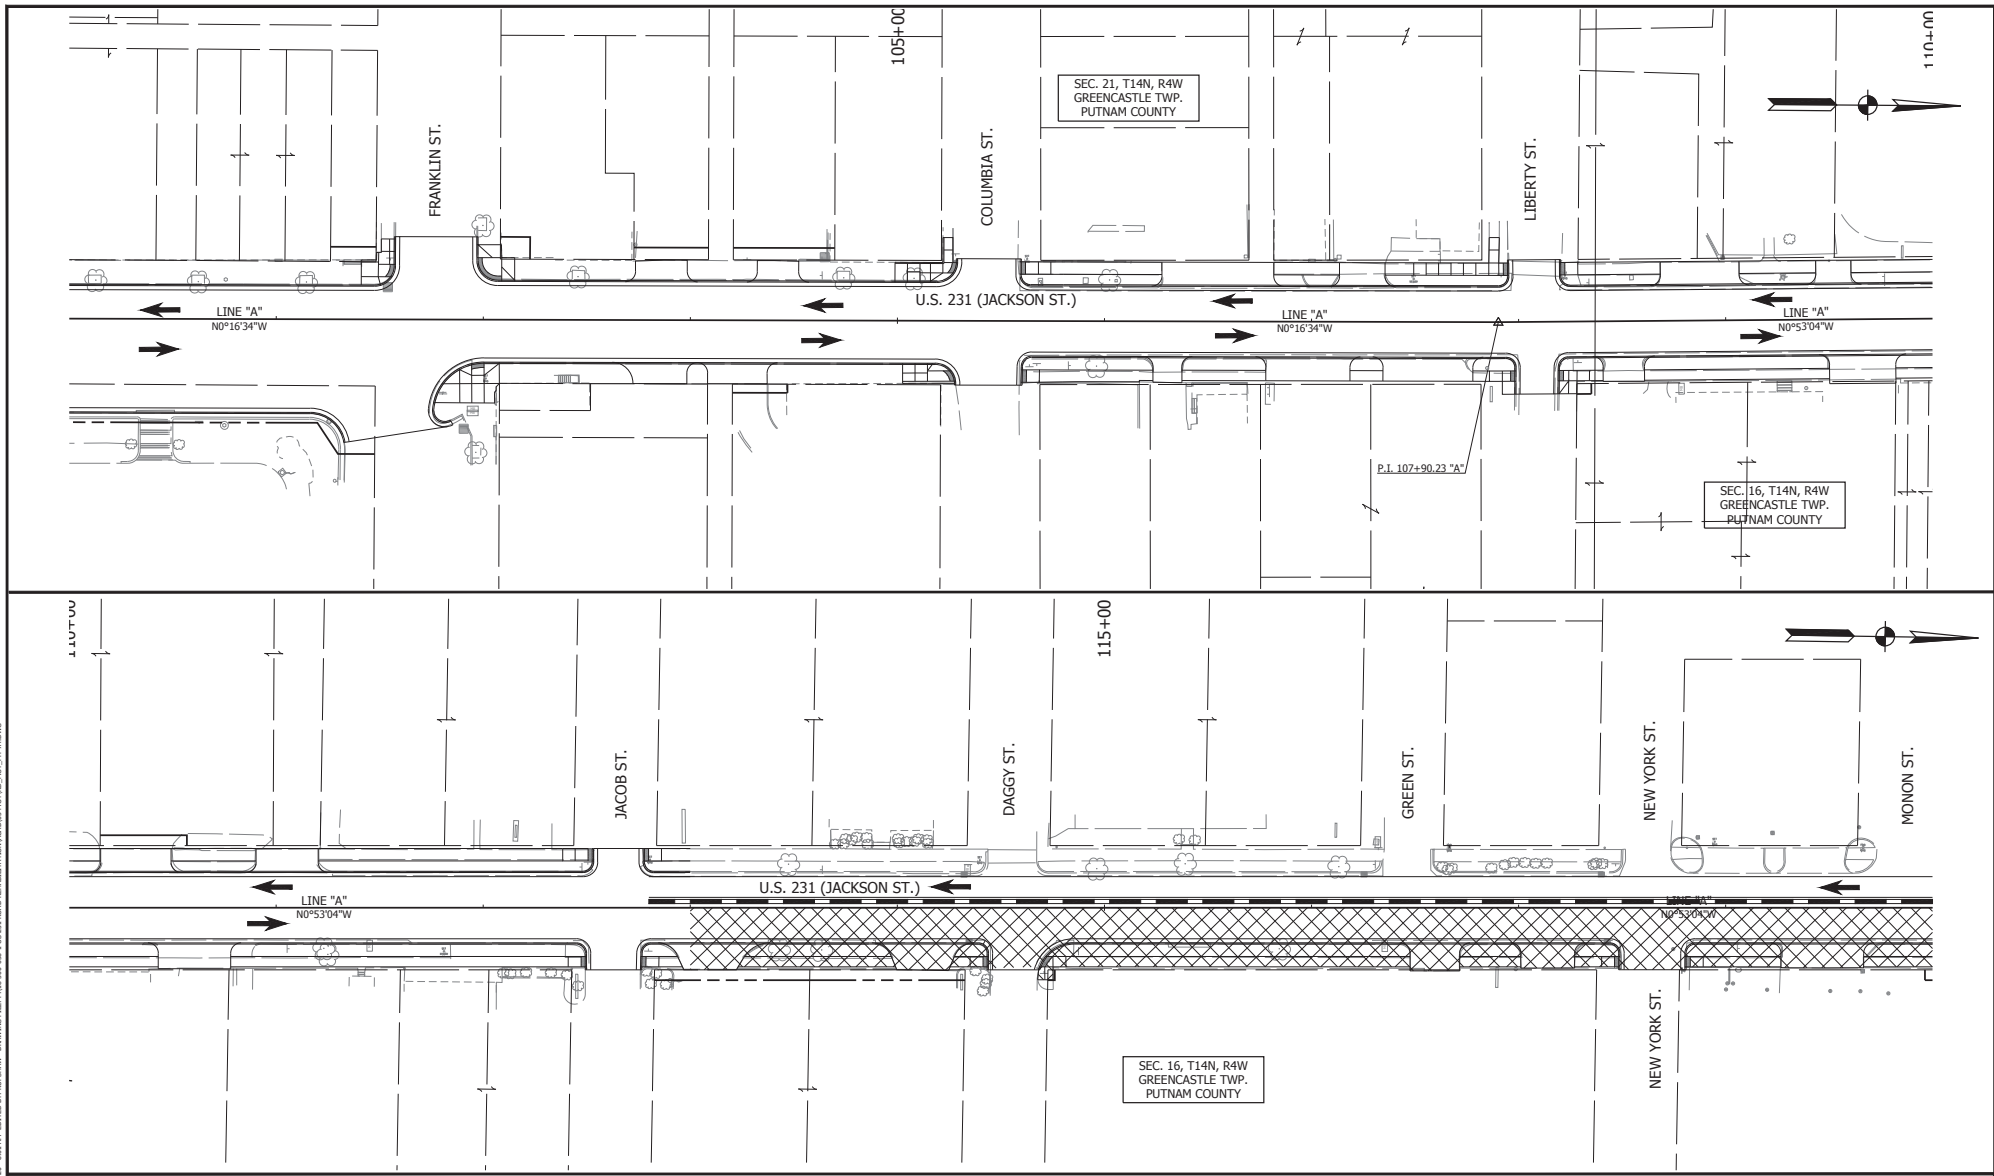 105+00
110+00
SEC. 21, T14N, R4W
GREENCASTLE TWP.
PUTNAM COUNTY
FRANKLIN ST.
COLUMBIA ST.
LIBERTY ST.
U.S. 231 (JACKSON ST.)
LINE "A"
N0°16'34"W
LINE "A"
N0°16'34"W
LINE "A"
N0°53'04"W
P.I. 107+90.23 "A"
SEC. 16, T14N, R4W
GREENCASTLE TWP.
PUTNAM COUNTY
110+00
115+00
JACOB ST.
DAGGY ST.
GREEN ST.
NEW YORK ST.
MONON ST.
U.S. 231 (JACKSON ST.)
LINE "A"
N0°53'04"W
LINE "A"
N0°53'04"W
NEW YORK ST.
SEC. 16, T14N, R4W
GREENCASTLE TWP.
PUTNAM COUNTY